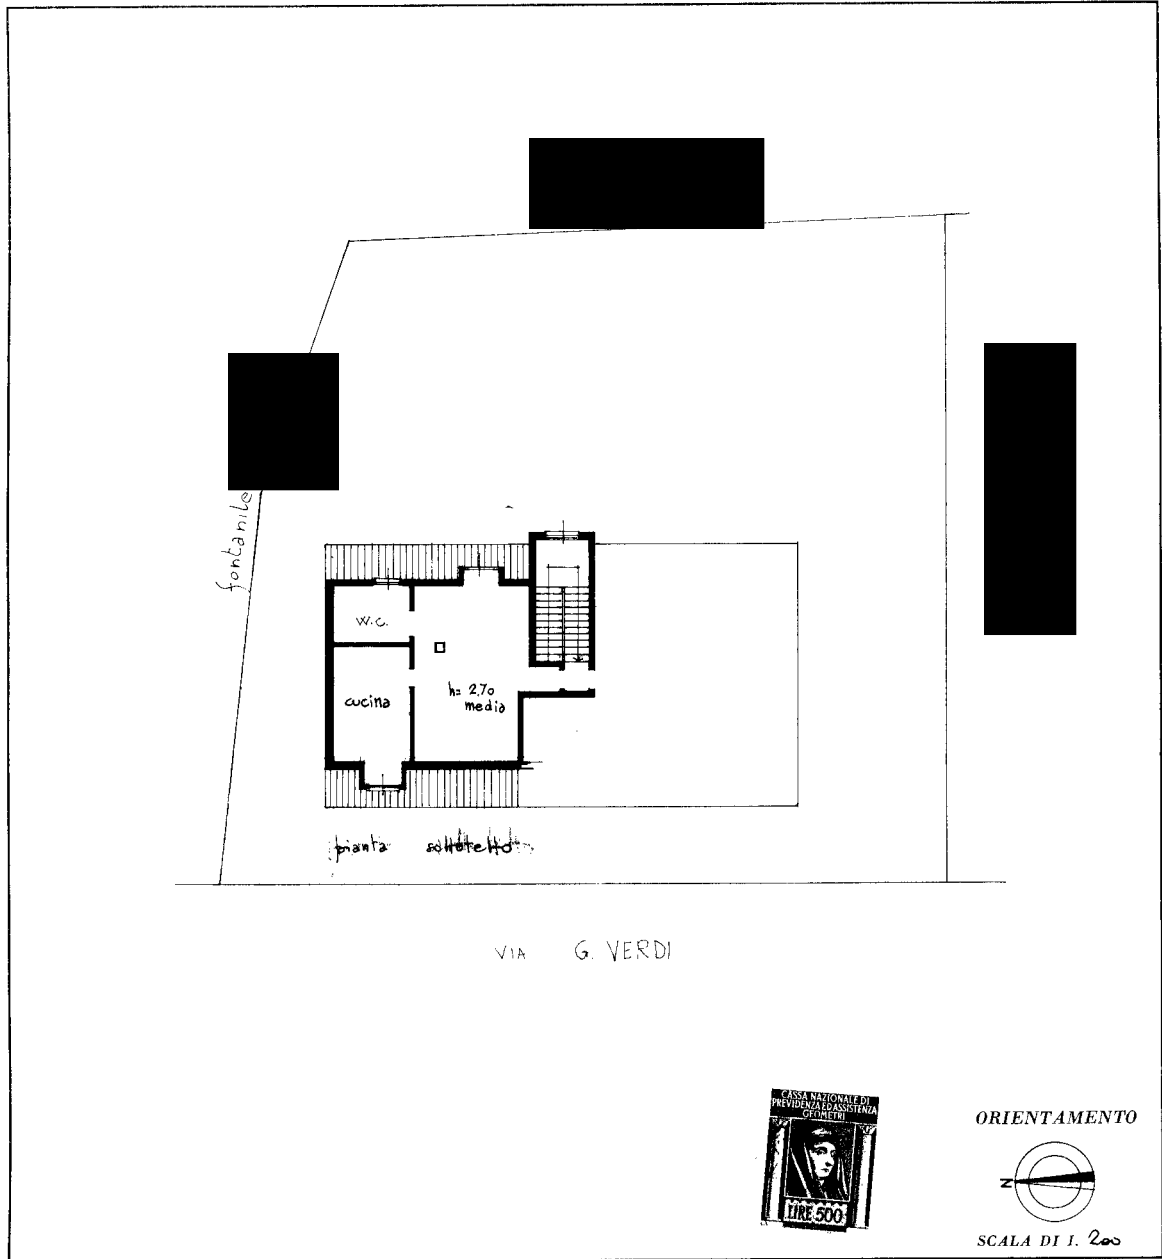 fontanile
W.C.
cucina
h= 2,70
media
pianta sottotetto
VIA G. VERDI
CASSA NAZIONALE DI
PREVIDENZA ED ASSISTENZA
GEOMETRI
LIRE 500
ORIENTAMENTO
N
SCALA DI 1. 200